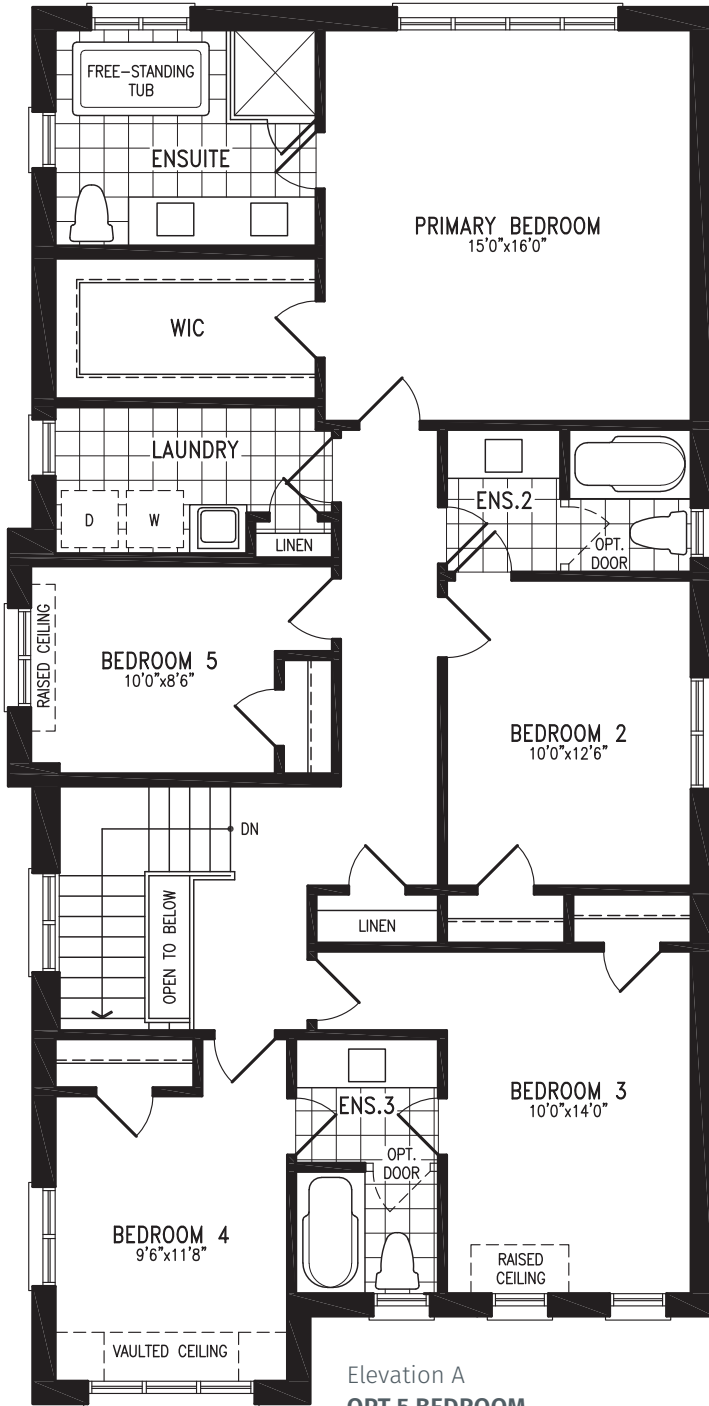 FREE-STANDING
TUB
ENSUITE
PRIMARY BEDROOM
15'0"x16'0"
WIC
LAUNDRY
D
W
LINEN
ENS.2
OPT.
DOOR
RAISED CEILING
BEDROOM 5
10'0"x8'6"
BEDROOM 2
10'0"x12'6"
DN
OPEN TO BELOW
LINEN
BEDROOM 3
10'0"x14'0"
ENS.3
OPT.
DOOR
BEDROOM 4
9'6"x11'8"
RAISED
CEILING
VAULTED CEILING
Elevation A
OPT 5 BEDROOM